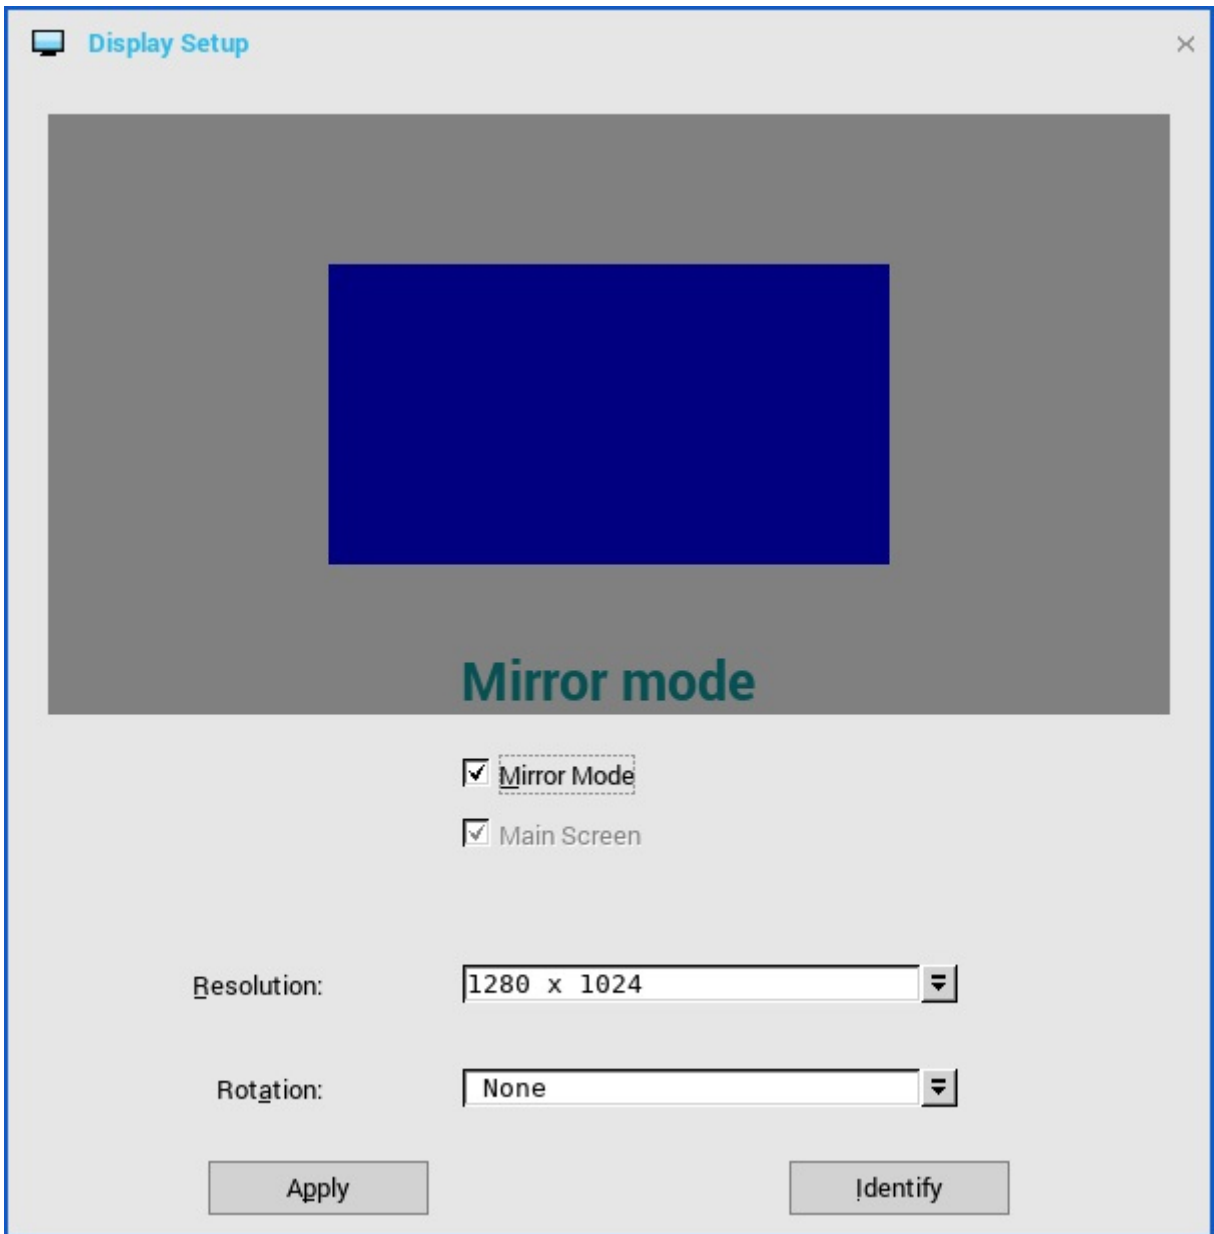 Display Setup
Mirror mode
Mirror Mode
Main Screen
Resolution: 1280 x 1024
Rotation: None
Apply Identify